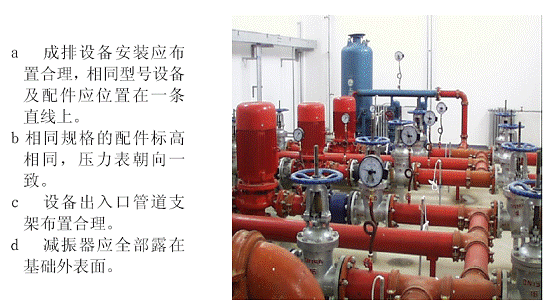 a 成排设备安装应布
置合理，相同型号设备
及配件应位置在一条
直线上。
b 相同规格的配件标高
相同，压力表朝向一
致。
c 设备出入口管道支
架布置合理。
d 减振器应全部露在
基础外表面。